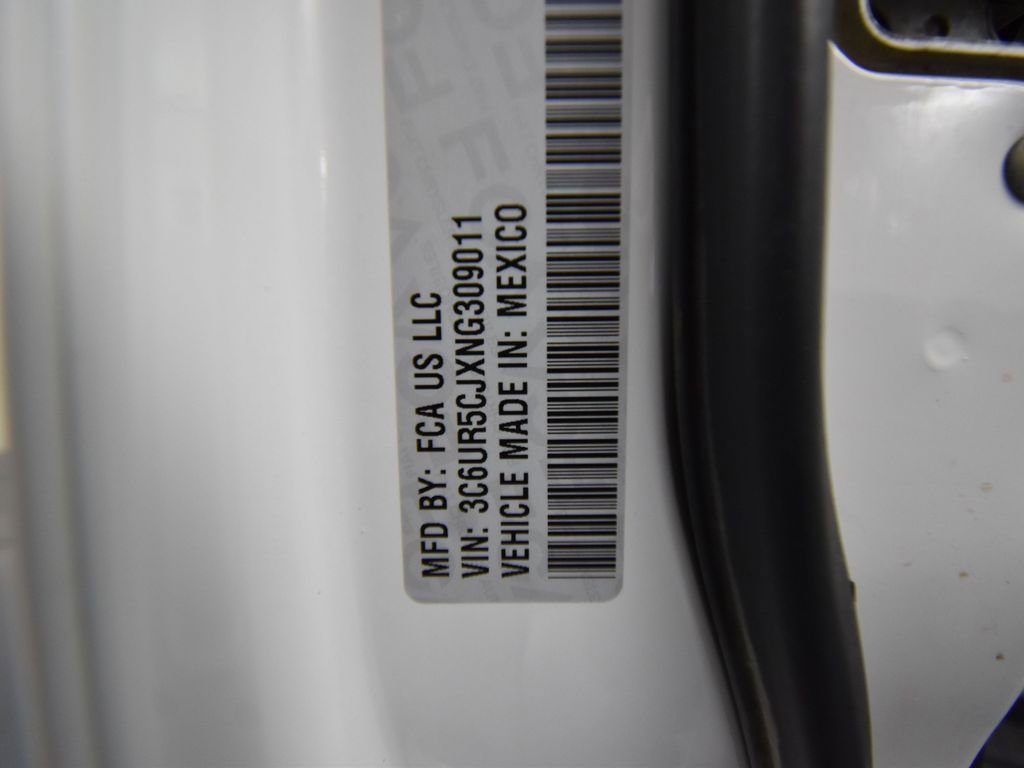 MFD BY: FCA US LLC
VIN: 3C6UR5CJXNG309011
VEHICLE MADE IN: MEXICO